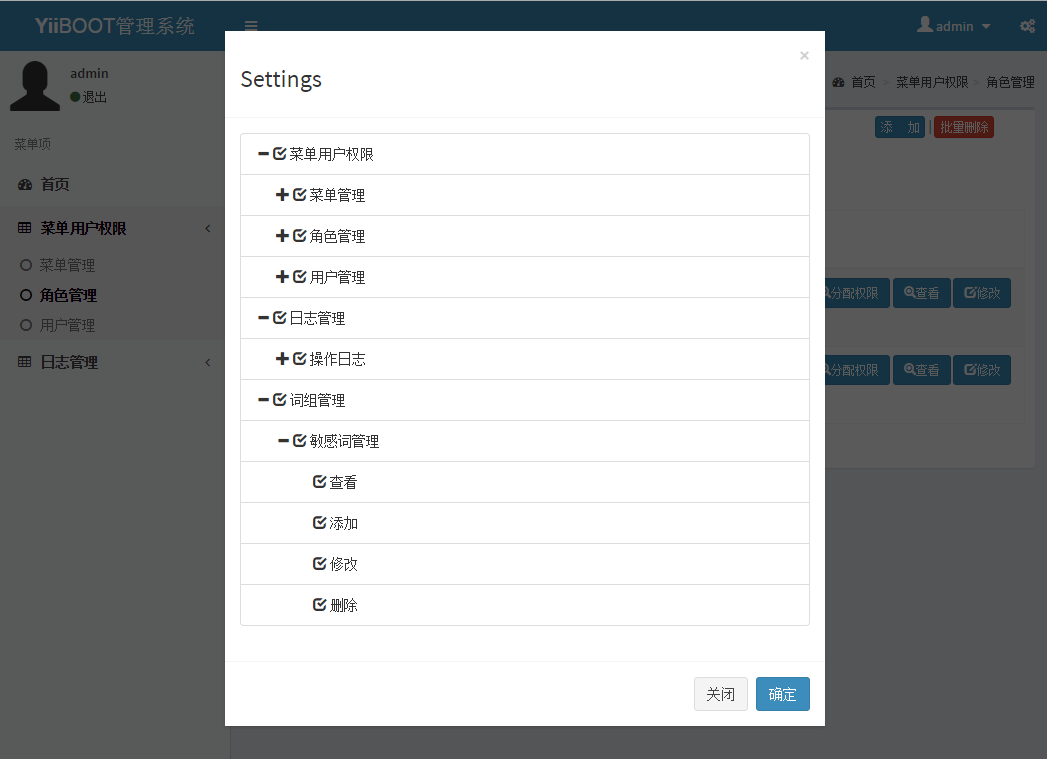 YiiBOOT管理系统
admin
admin
退出
首页 > 菜单用户权限 > 角色管理
添 加 | 批量删除
菜单项
首页
菜单用户权限
菜单管理
角色管理
用户管理
日志管理
分配权限 查看 修改
分配权限 查看 修改
×
Settings
菜单用户权限
菜单管理
角色管理
用户管理
日志管理
操作日志
词组管理
敏感词管理
查看
添加
修改
删除
关闭 确定